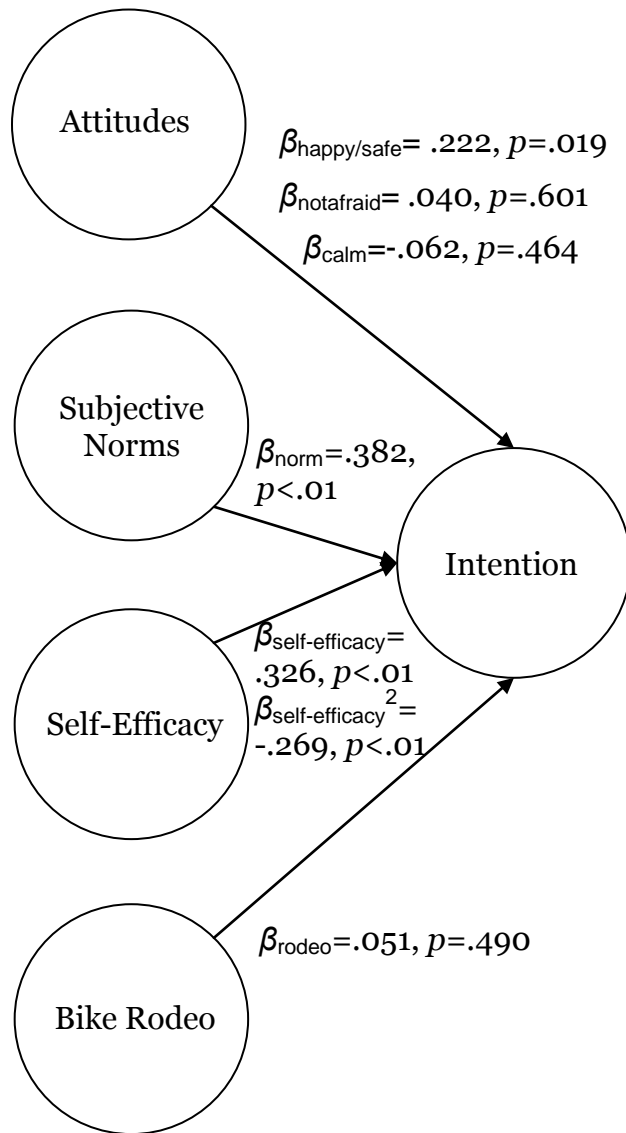 Attitudes
βhappy/safe= .222, p=.019
βnotafraid= .040, p=.601
βcalm=-.062, p=.464
Subjective
Norms
βnorm=.382,
p<.01
Intention
βself-efficacy=
.326, p<.01
βself-efficacy²=
-.269, p<.01
Self-Efficacy
βrodeo=.051, p=.490
Bike Rodeo